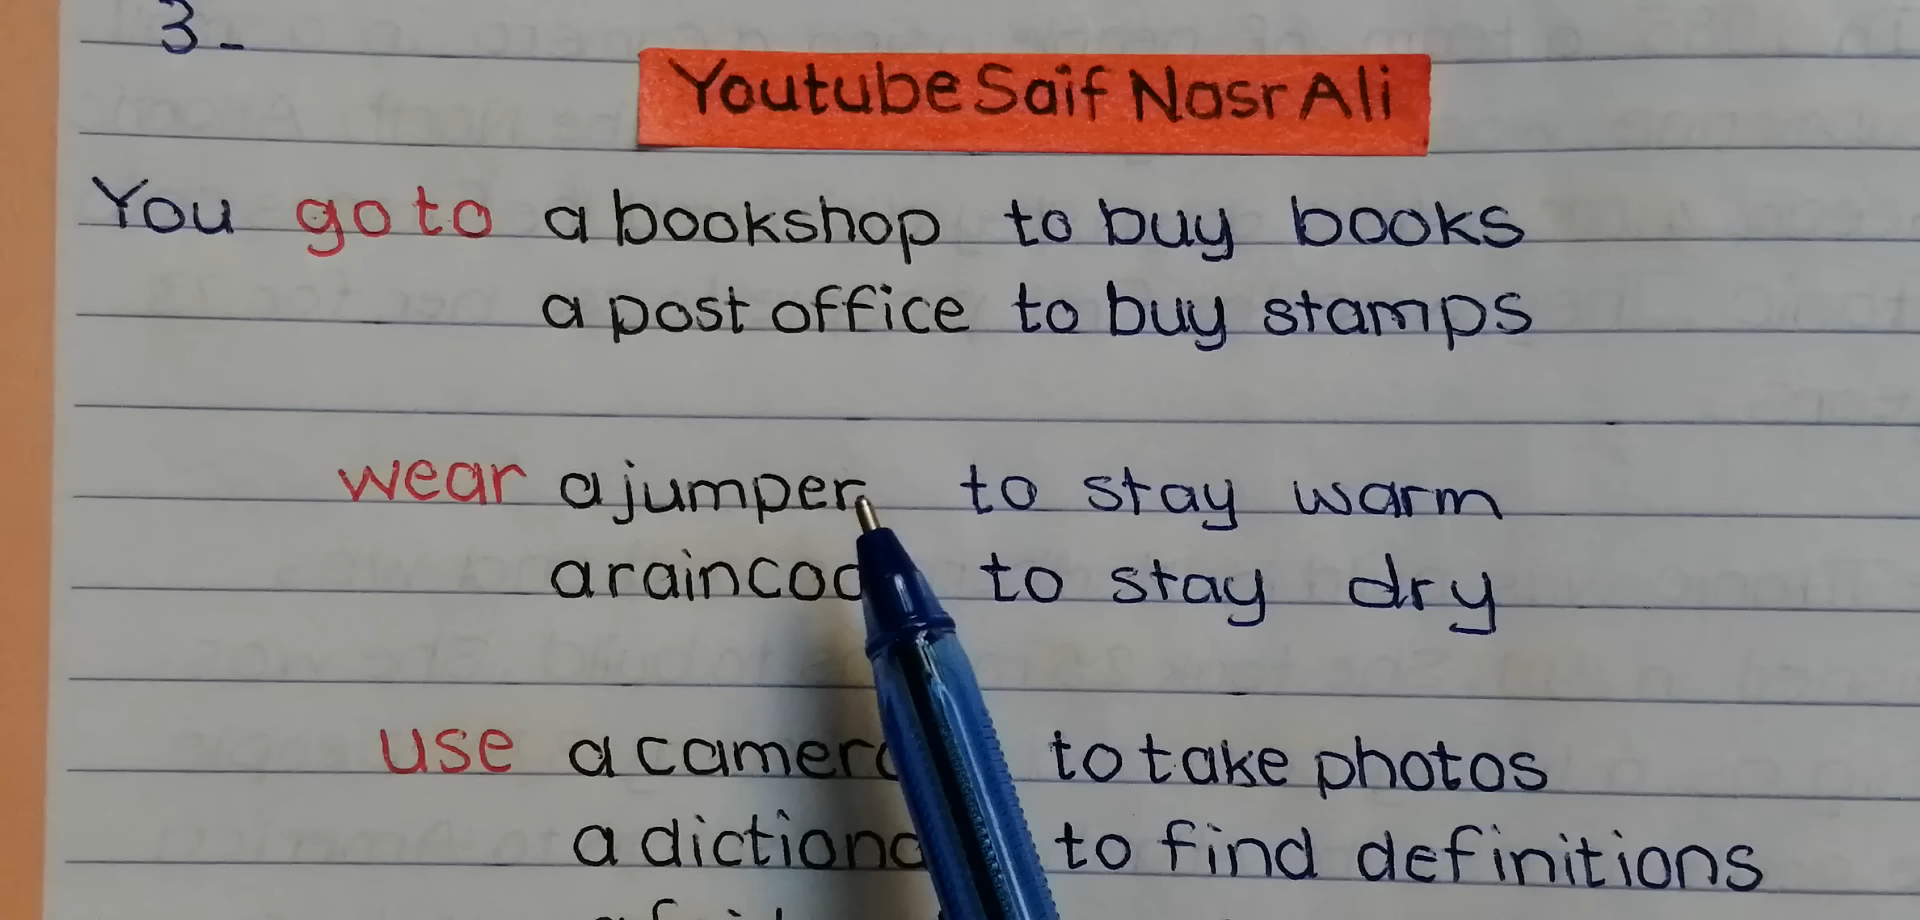 3-
Youtube Saif Nasr Ali
You go to a bookshop to buy books
a post office to buy stamps
wear a jumper to stay warm
a to stay dry
use a to take photos
a to find definitions